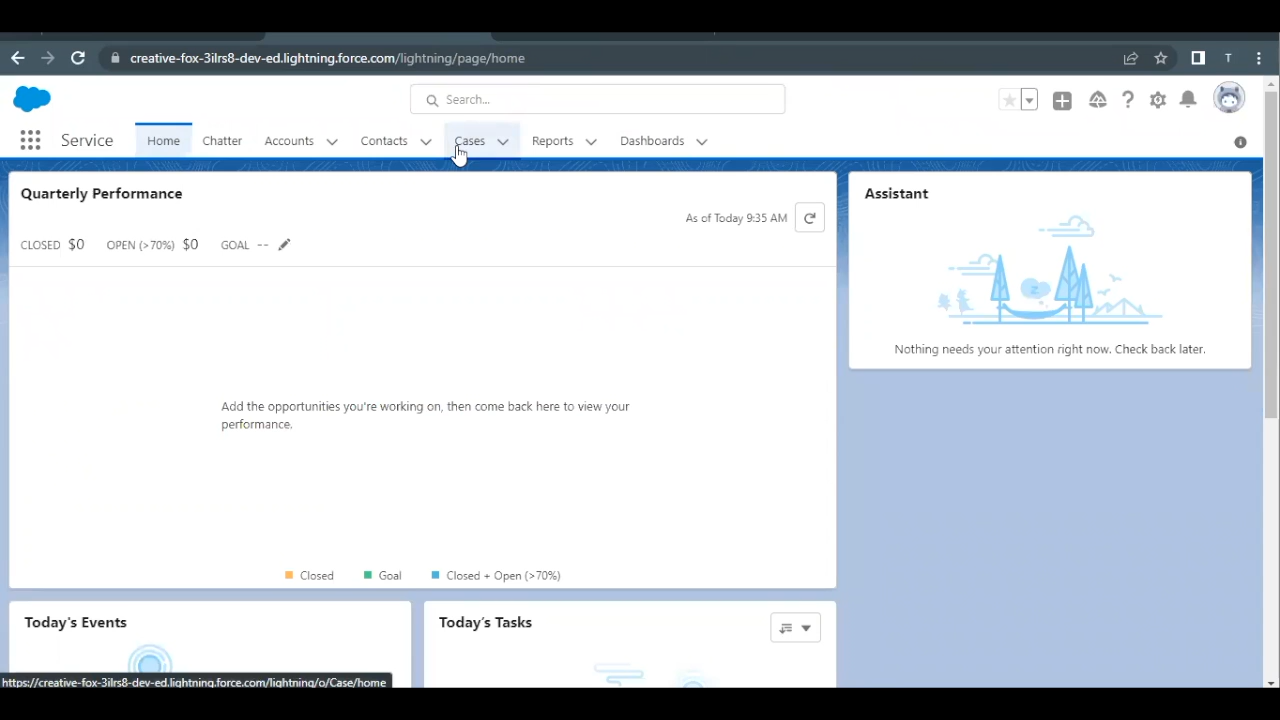 creative-fox-3ilrs8-dev-ed.lightning.force.com/lightning/page/home
T
Search...
Service
Home
Chatter
Accounts
Contacts
Cases
Reports
Dashboards
Quarterly Performance
As of Today 9:35 AM
CLOSED $0 OPEN (>70%) $0 GOAL --
Add the opportunities you're working on, then come back here to view your
performance.
Closed
Goal
Closed + Open (>70%)
Assistant
z
Nothing needs your attention right now. Check back later.
Today's Events
Today's Tasks
https://creative-fox-3ilrs8-dev-ed.lightning.force.com/lightning/o/Case/home